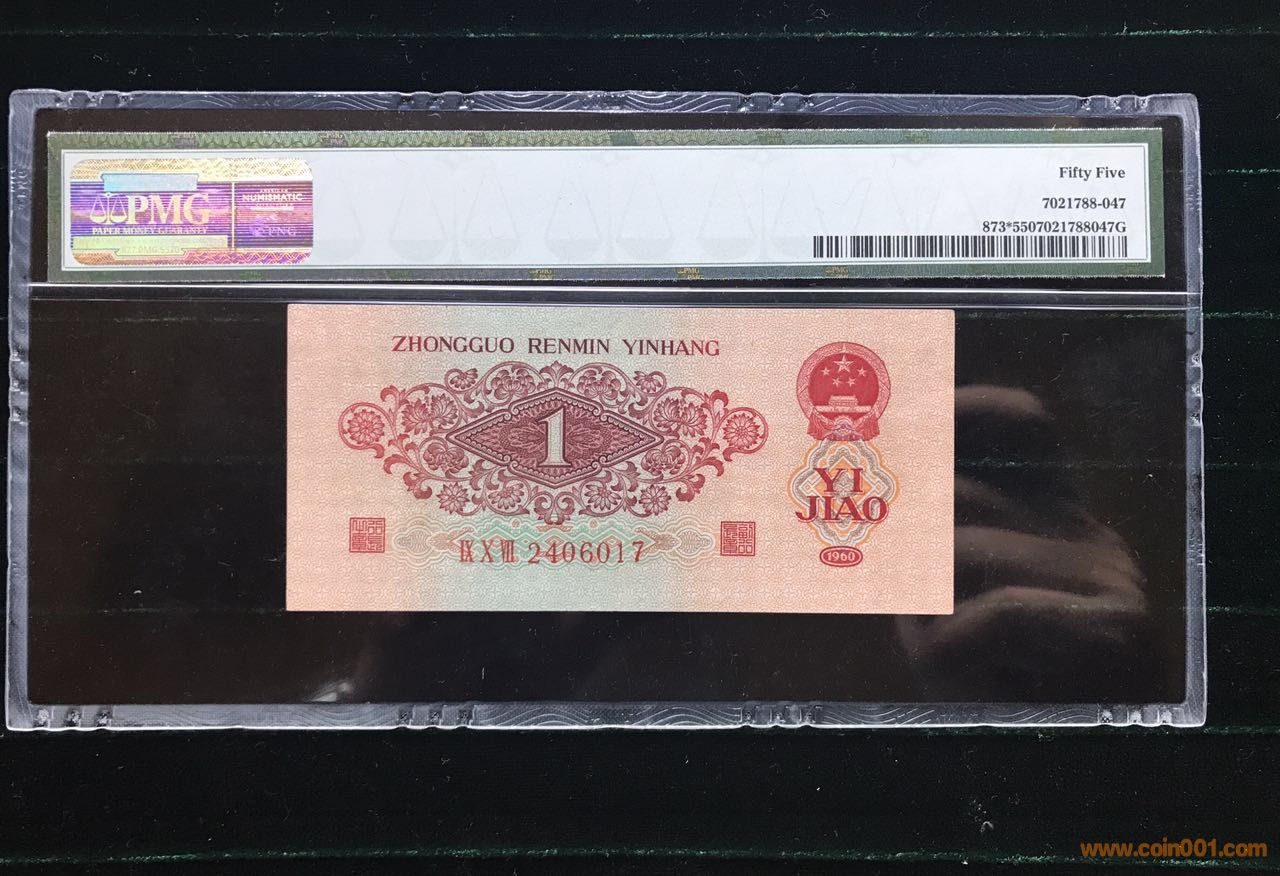 Fifty Five
7021788-047
873*5507021788047G
PMG
PAPER MONEY GUARANTY
NUMISMATIC
PNG
ZHONGGUO RENMIN YINHANG
1
YI
JIAO
ⅨⅩⅦ 2406017
1960
www.coin001.com